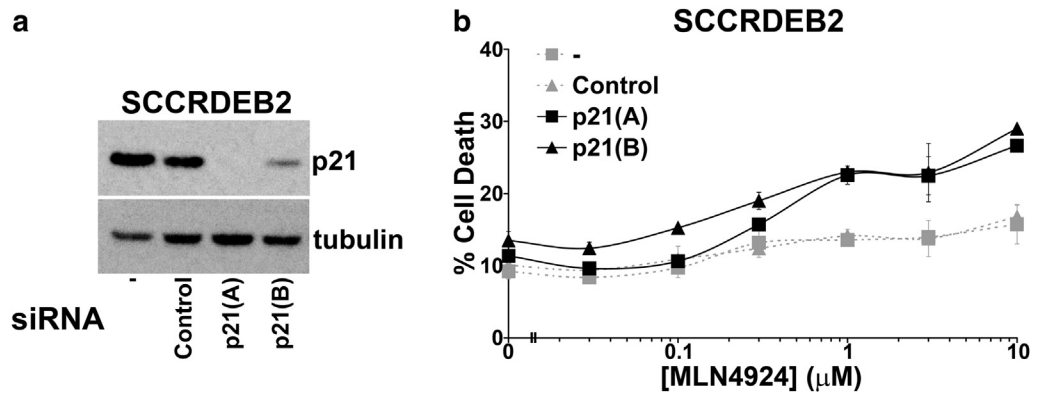 a
SCCRDEB2
p21
tubulin
siRNA
-
Control
p21(A)
p21(B)
b
SCCRDEB2
-
Control
p21(A)
p21(B)
% Cell Death
40
30
20
10
0
0
0.1
1
10
[MLN4924] (μM)